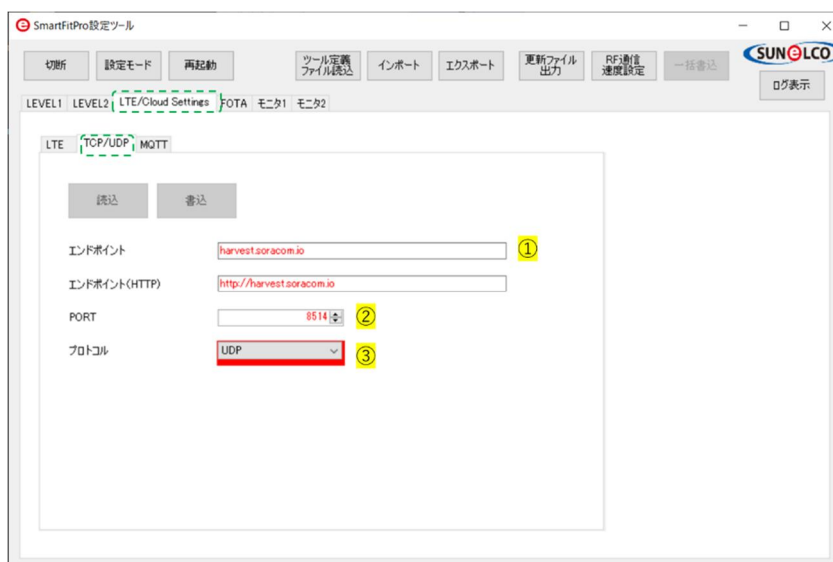 SmartFitPro設定ツール
切断 設定モード 再起動 ツール定義 ファイル読込 インポート エクスポート 更新ファイル 出力 RF通信 速度設定 一括書込 SUNELCO
ログ表示
LEVEL1 LEVEL2 LTE/Cloud Settings FOTA モニタ1 モニタ2
LTE TCP/UDP MQTT
読込 書込
エンドポイント harvest.soracom.io ①
エンドポイント(HTTP) http://harvest.soracom.io
PORT 8514 ②
プロトコル UDP ③